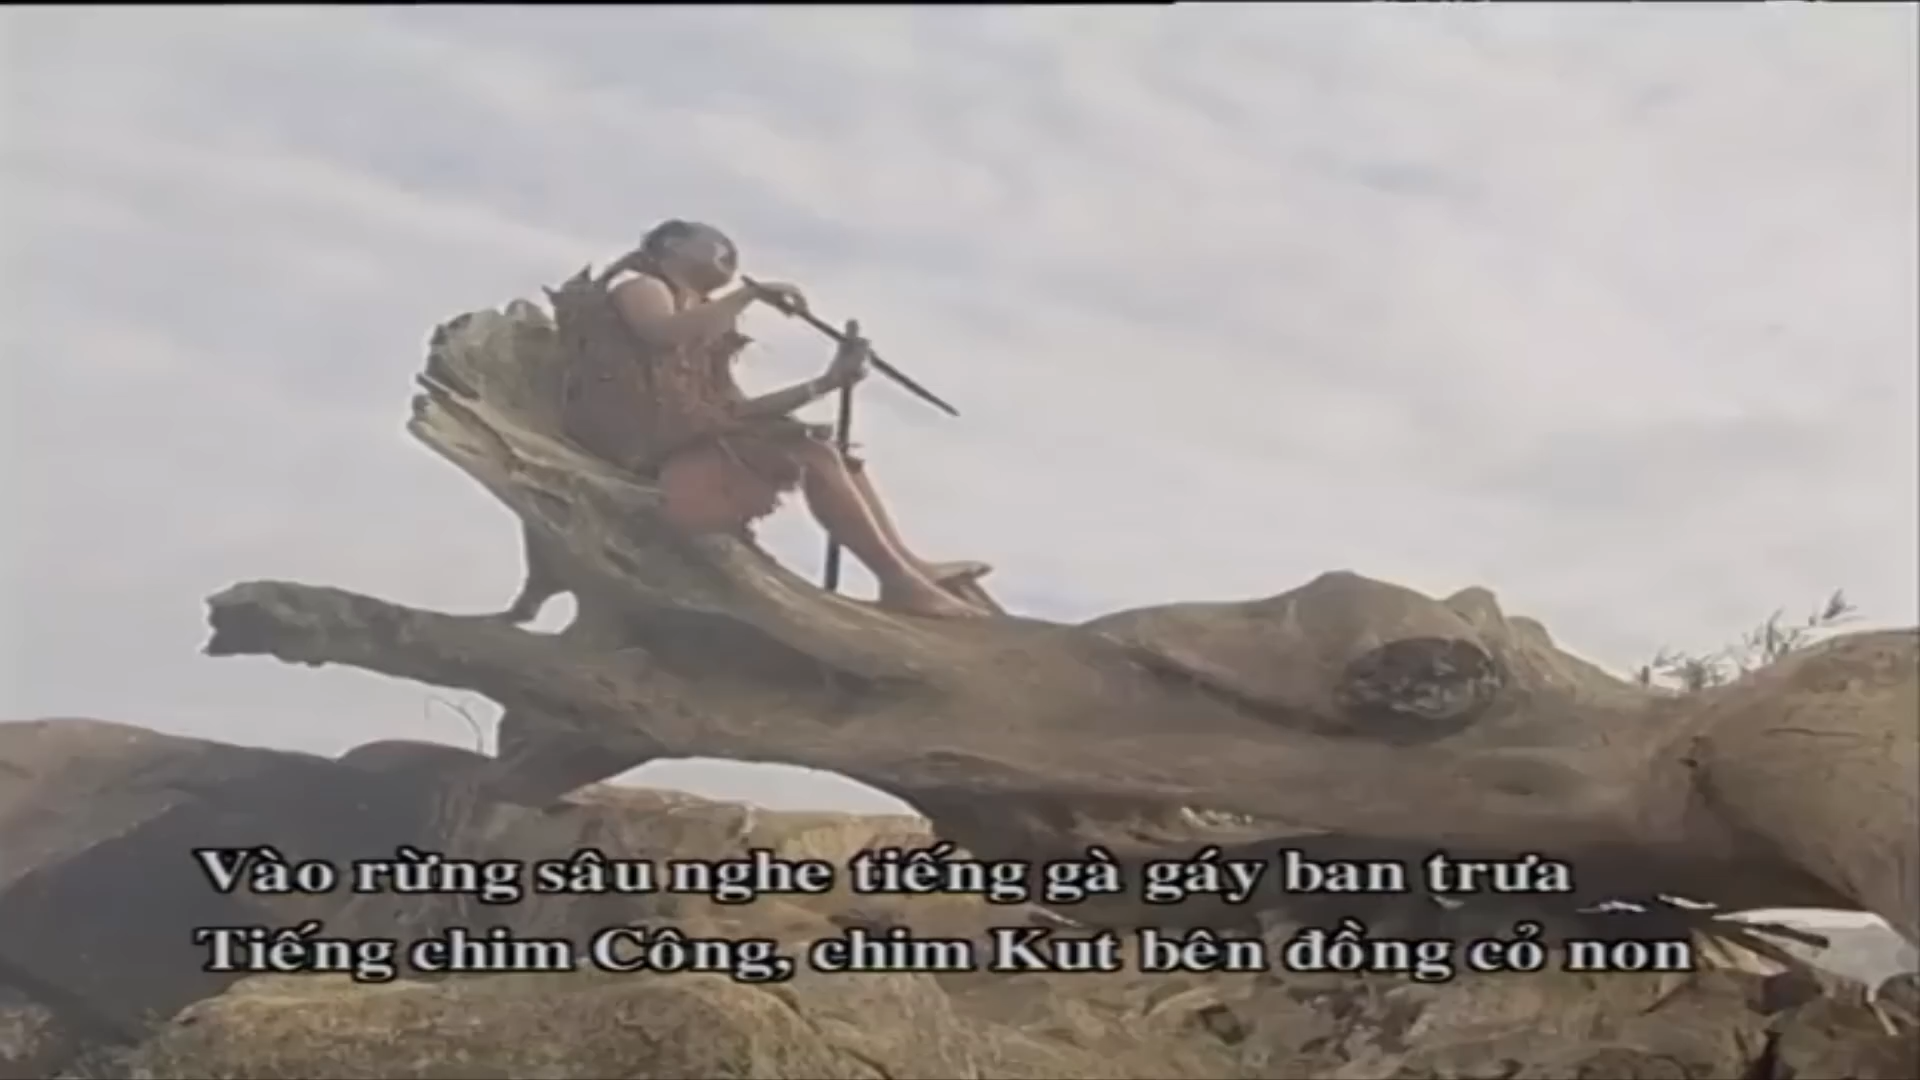 Vào rừng sâu nghe tiếng gà gáy ban trưa
Tiếng chim Công, chim Kut bên đồng cỏ non